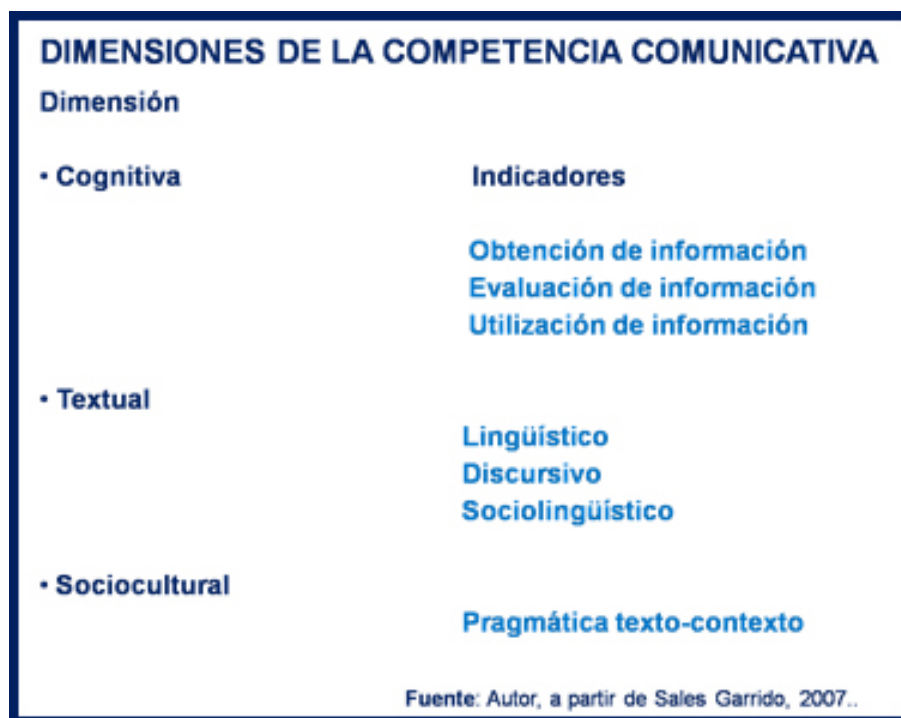 DIMENSIONES DE LA COMPETENCIA COMUNICATIVA
Dimensión
• Cognitiva Indicadores
Obtención de información
Evaluación de información
Utilización de información
• Textual
Lingüístico
Discursivo
Sociolingüístico
• Sociocultural
Pragmática texto-contexto
Fuente: Autor, a partir de Sales Garrido, 2007..